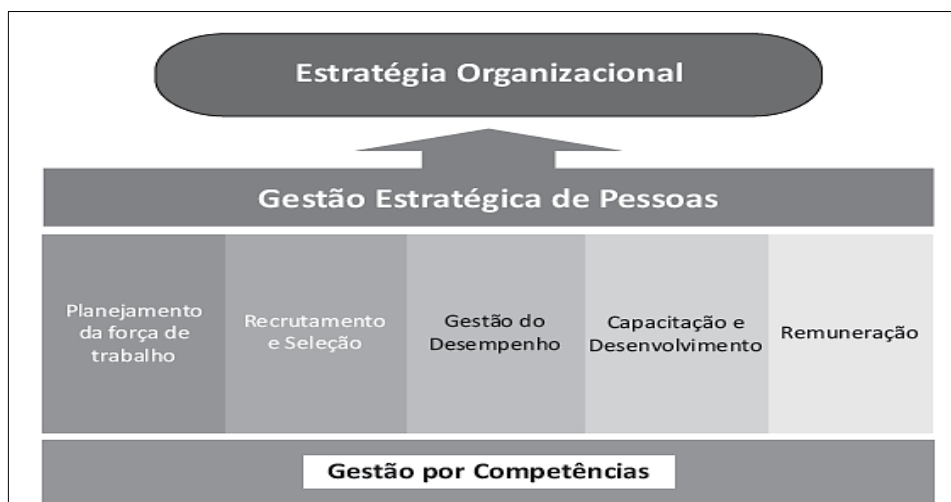 Estratégia Organizacional
Gestão Estratégica de Pessoas
Planejamento
da força de
trabalho
Recrutamento
e Seleção
Gestão do
Desempenho
Capacitação e
Desenvolvimento
Remuneração
Gestão por Competências